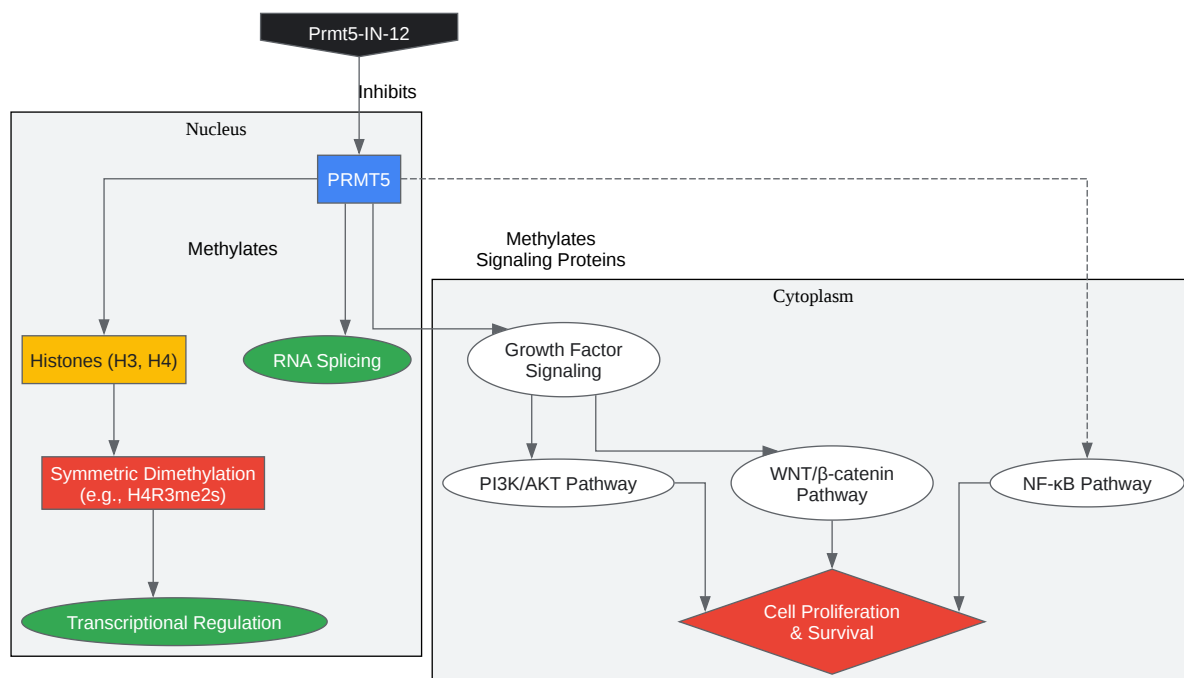 Prmt5-IN-12
Inhibits
Nucleus
PRMT5
Methylates
Methylates
Signaling Proteins
Cytoplasm
Histones (H3, H4)
RNA Splicing
Growth Factor
Signaling
Symmetric Dimethylation
(e.g., H4R3me2s)
PI3K/AKT Pathway
WNT/β-catenin
Pathway
NF-κB Pathway
Transcriptional Regulation
Cell Proliferation
& Survival